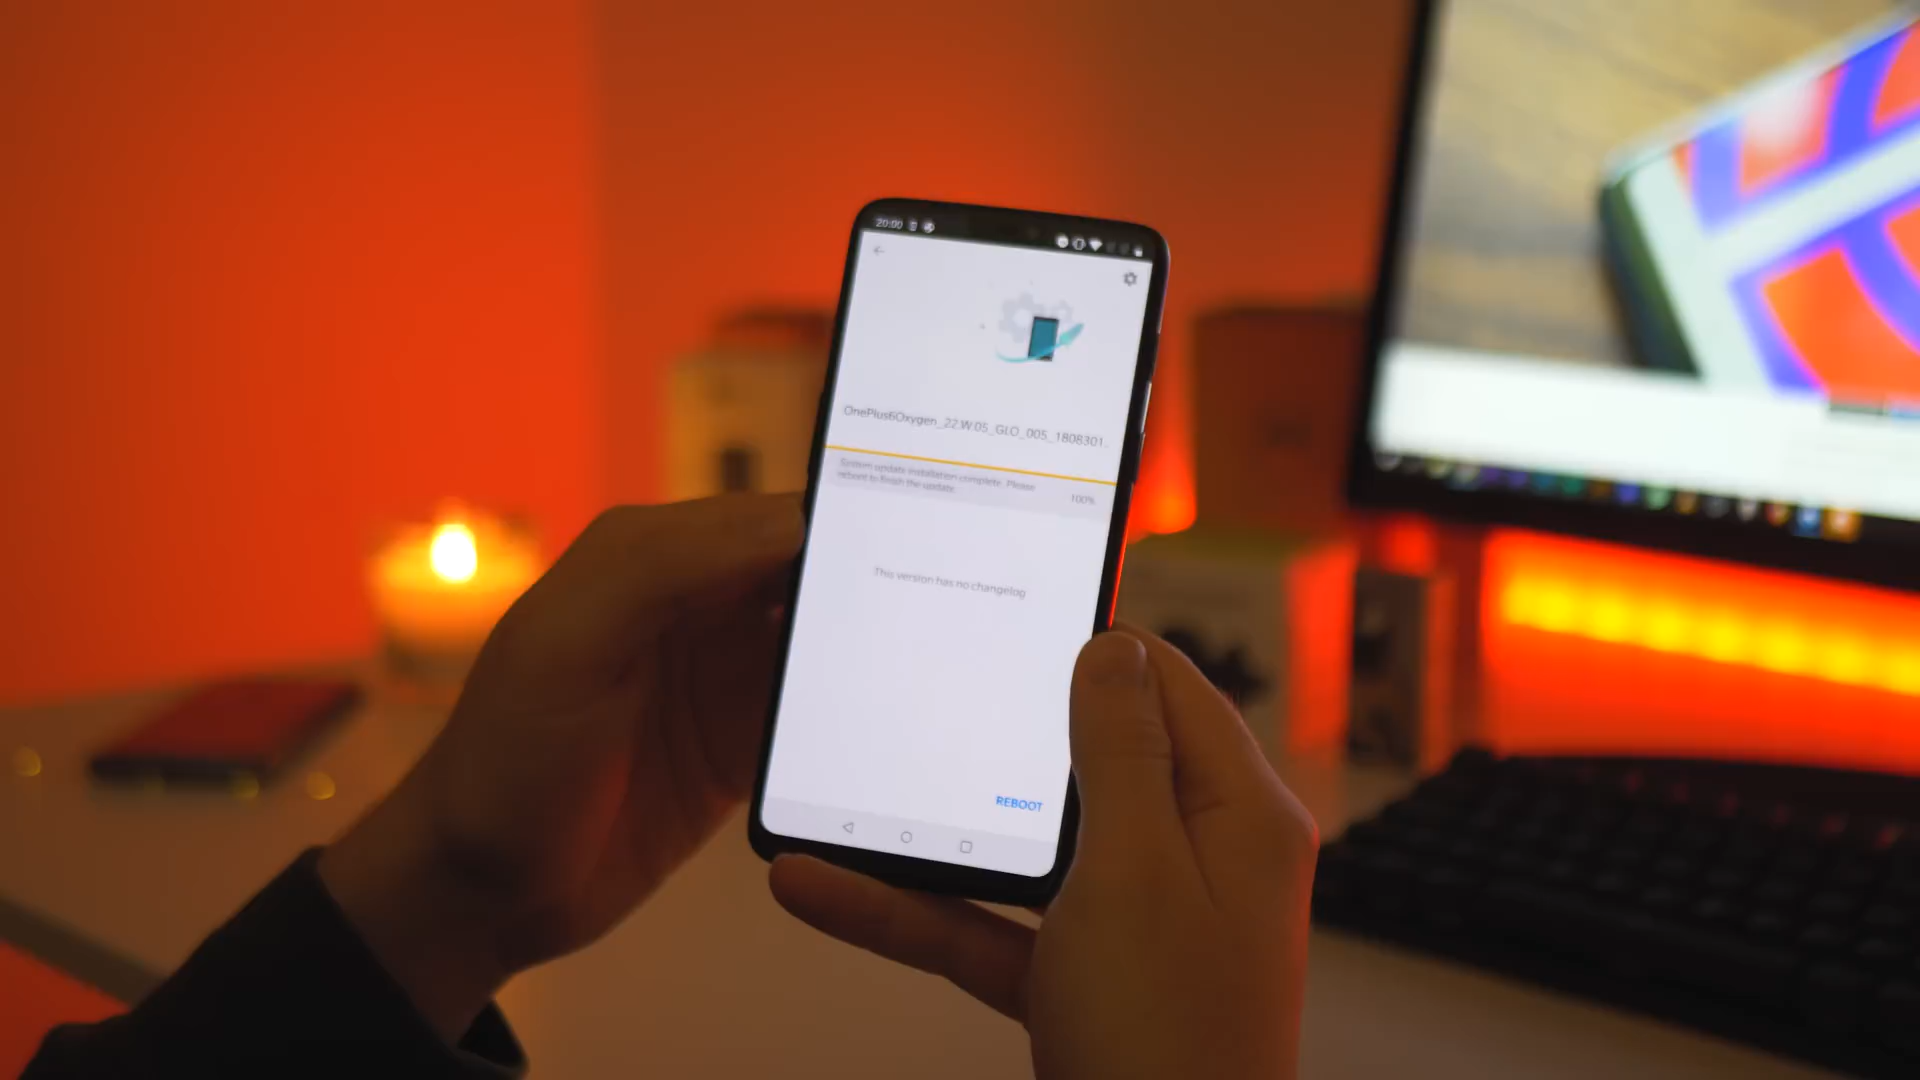 20:00
OnePlus6Oxygen_22.W.05_GLO_005_1808301.
System update installation complete. Please
reboot to finish the update.
100%
This version has no changelog
REBOOT